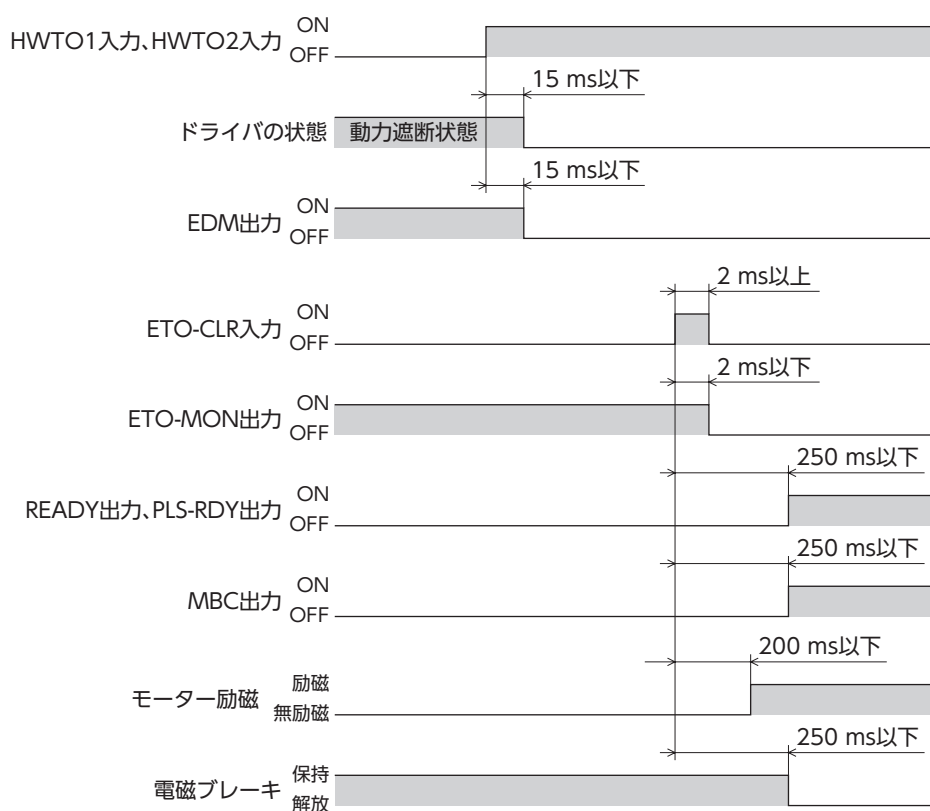 HWTO1入力、HWTO2入力 ON
OFF
15 ms以下
ドライバの状態 動力遮断状態
15 ms以下
EDM出力 ON
OFF
2 ms以上
ETO-CLR入力 ON
OFF
2 ms以下
ETO-MON出力 ON
OFF
250 ms以下
READY出力、PLS-RDY出力 ON
OFF
250 ms以下
MBC出力 ON
OFF
200 ms以下
モーター励磁 励磁
無励磁
250 ms以下
電磁ブレーキ 保持
解放